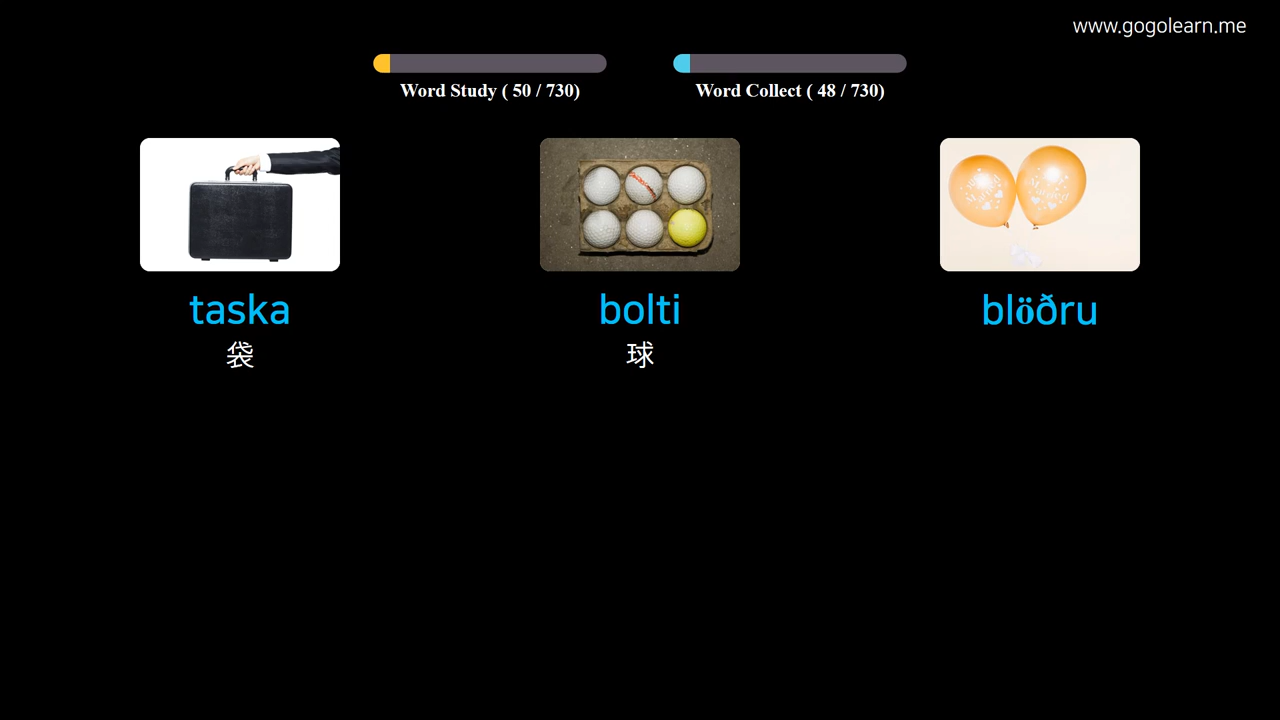 www.gogolearn.me
Word Study ( 50 / 730)
Word Collect ( 48 / 730)
taska
bolti
blöðru
袋
球